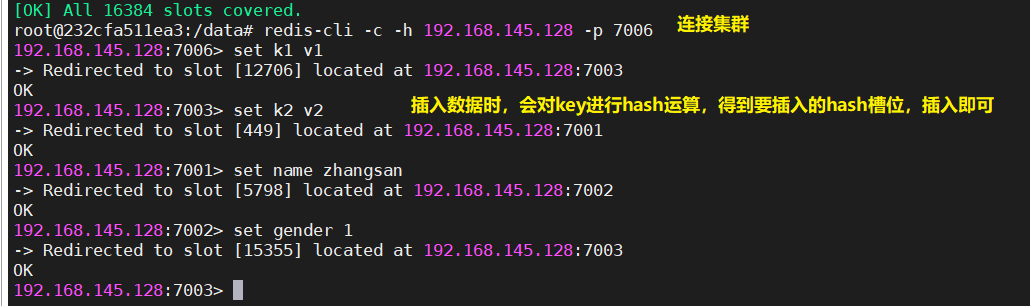 [OK] All 16384 slots covered.
root@232cfa511ea3:/data# redis-cli -c -h 192.168.145.128 -p 7006 连接集群
192.168.145.128:7006> set k1 v1
-> Redirected to slot [12706] located at 192.168.145.128:7003
OK
192.168.145.128:7003> set k2 v2 插入数据时，会对key进行hash运算，得到要插入的hash槽位，插入即可
-> Redirected to slot [449] located at 192.168.145.128:7001
OK
192.168.145.128:7001> set name zhangsan
-> Redirected to slot [5798] located at 192.168.145.128:7002
OK
192.168.145.128:7002> set gender 1
-> Redirected to slot [15355] located at 192.168.145.128:7003
OK
192.168.145.128:7003>